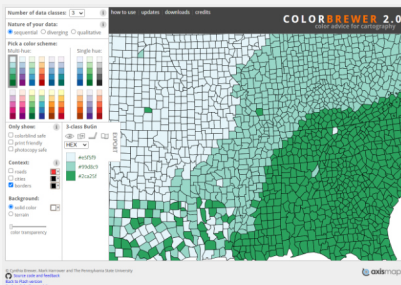 Number of data classes: 3
how to use updates downloads credits
COLORBREWER 2.0
color advice for cartography
Nature of your data:
sequential diverging qualitative
Pick a color scheme:
Multi-hue: Single hue:
Only show:
colorblind safe
print friendly
photocopy safe
3-class BuGn
EXPORT
HEX
#e5f5f9
#99d8c9
#2ca25f
Context:
roads
cities
borders
Background:
solid color
terrain
color transparency
© Cynthia Brewer, Mark Harrower and The Pennsylvania State University
Source code and feedback
Back to Flash version
axismaps